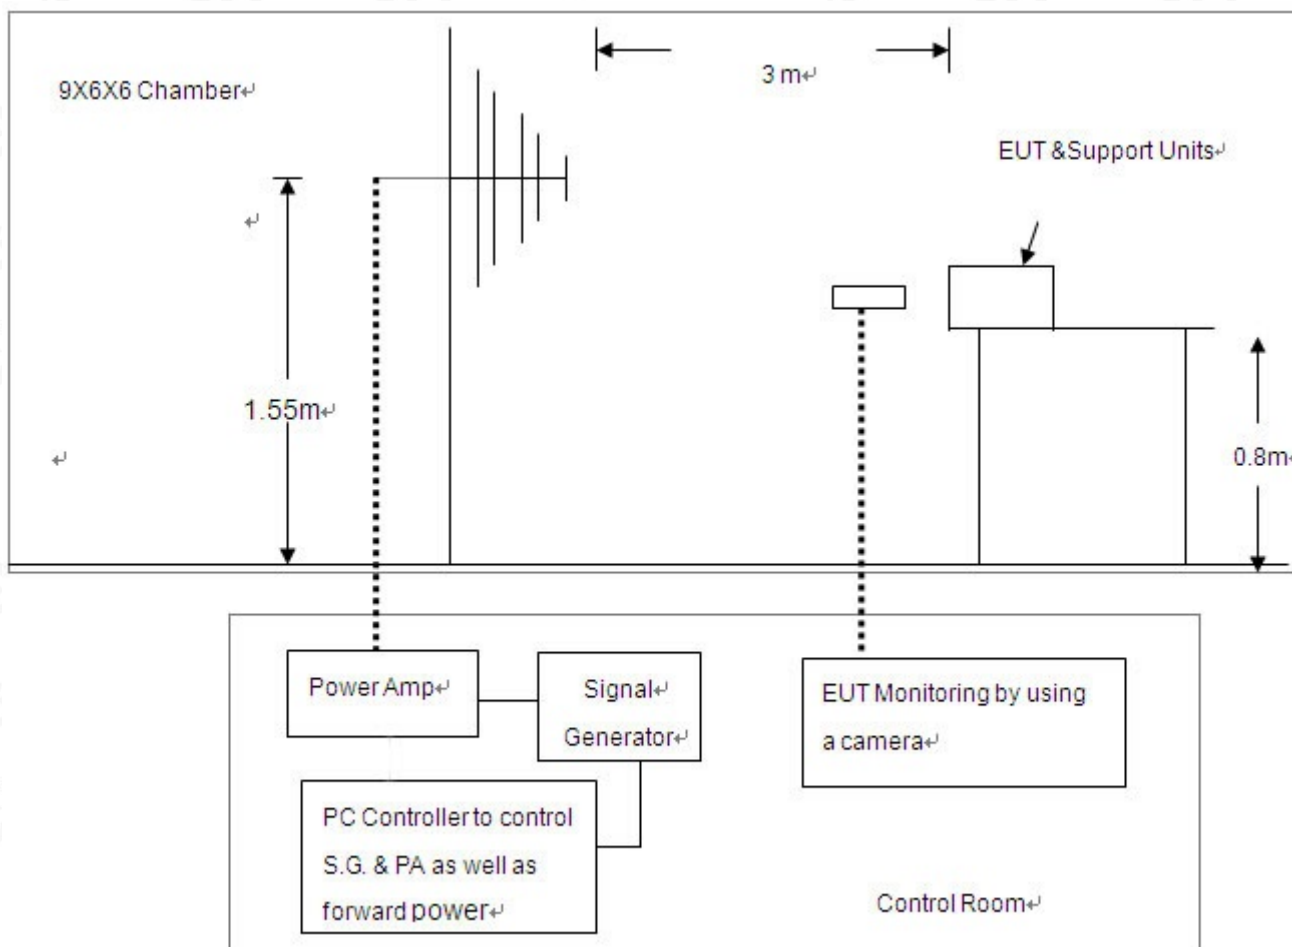 3 m
9X6X6 Chamber
EUT &Support Units
1.55m
0.8m
Power Amp
Signal
Generator
EUT Monitoring by using
a camera
PC Controller to control
S.G. & PA as well as
forward power
Control Room